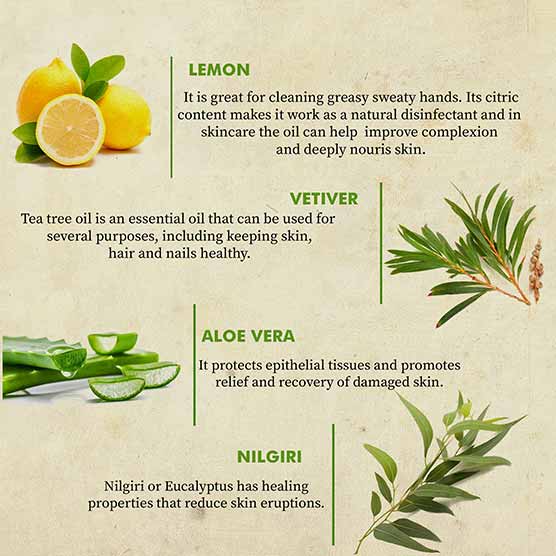 LEMON
It is great for cleaning greasy sweaty hands. Its citric
content makes it work as a natural disinfectant and in
skincare the oil can help improve complexion
and deeply nouris skin.
VETIVER
Tea tree oil is an essential oil that can be used for
several purposes, including keeping skin,
hair and nails healthy.
ALOE VERA
It protects epithelial tissues and promotes
relief and recovery of damaged skin.
NILGIRI
Nilgiri or Eucalyptus has healing
properties that reduce skin eruptions.